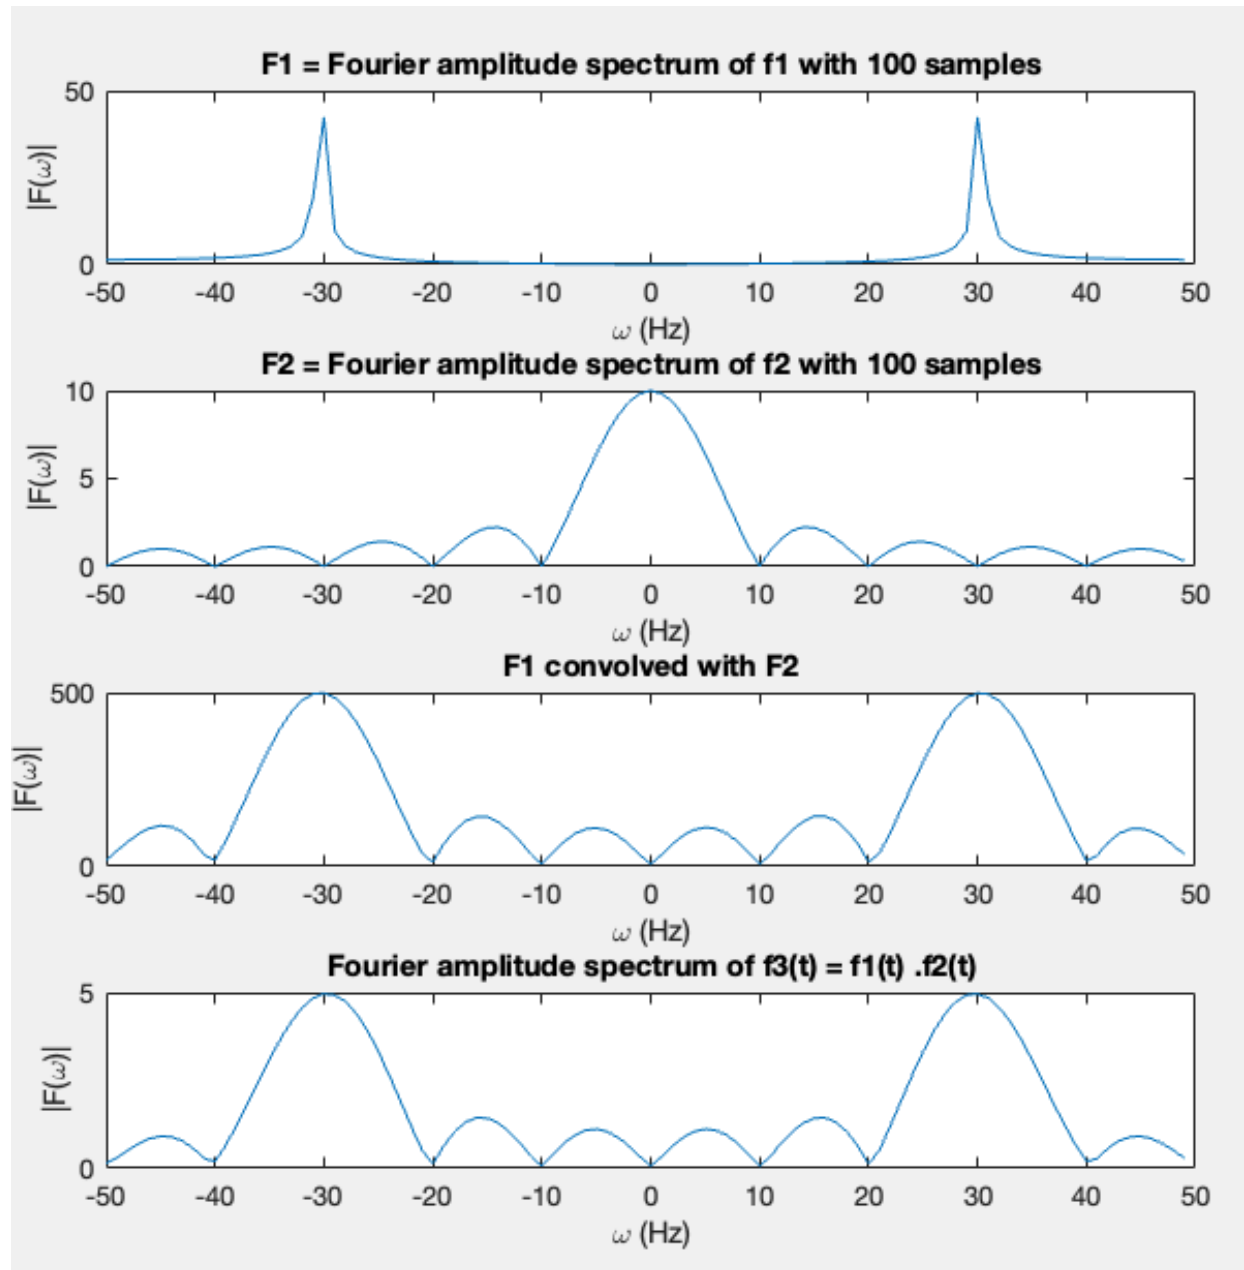 F1 = Fourier amplitude spectrum of f1 with 100 samples
50
0
|F(ω)|
-50 -40 -30 -20 -10 0 10 20 30 40 50
ω (Hz)
F2 = Fourier amplitude spectrum of f2 with 100 samples
10
5
0
|F(ω)|
-50 -40 -30 -20 -10 0 10 20 30 40 50
ω (Hz)
F1 convolved with F2
500
0
|F(ω)|
-50 -40 -30 -20 -10 0 10 20 30 40 50
ω (Hz)
Fourier amplitude spectrum of f3(t) = f1(t) .f2(t)
5
0
|F(ω)|
-50 -40 -30 -20 -10 0 10 20 30 40 50
ω (Hz)